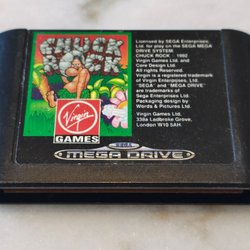 CHUCK
ROCK
Virgin
GAMES
Licensed by SEGA Enterprises
Ltd. for play on the SEGA MEGA
DRIVE SYSTEM.
CHUCK ROCK 1992
Virgin Games Ltd. and
Core Design Ltd.
All rights Reserved.
Virgin is a registered trademark
of Virgin Enterprises Ltd.
"SEGA" and "MEGA DRIVE"
are trademarks of
Sega Enterprises Ltd.
Packaging design by
Words & Pictures Ltd.
Virgin Games Ltd,
338a Ladbroke Grove,
London W10 5AH.
SEGA
MEGA DRIVE